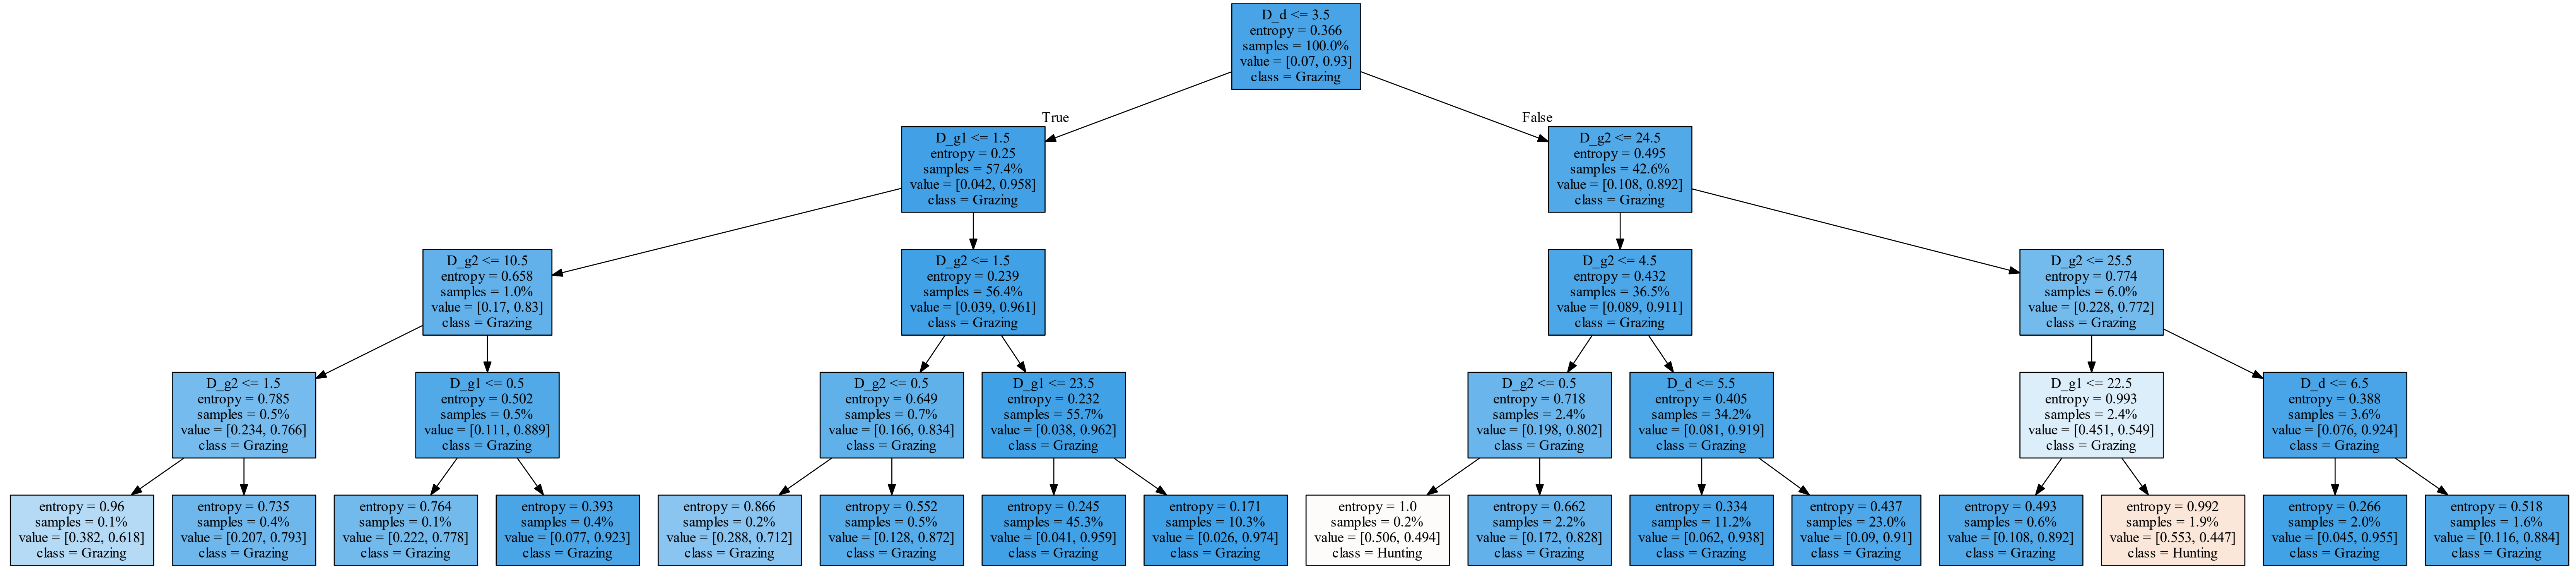 D_d <= 3.5
entropy = 0.366
samples = 100.0%
value = [0.07, 0.93]
class = Grazing
True
False
D_g1 <= 1.5
entropy = 0.25
samples = 57.4%
value = [0.042, 0.958]
class = Grazing
D_g2 <= 24.5
entropy = 0.495
samples = 42.6%
value = [0.108, 0.892]
class = Grazing
D_g2 <= 10.5
entropy = 0.658
samples = 1.0%
value = [0.17, 0.83]
class = Grazing
D_g2 <= 1.5
entropy = 0.239
samples = 56.4%
value = [0.039, 0.961]
class = Grazing
D_g2 <= 4.5
entropy = 0.432
samples = 36.5%
value = [0.089, 0.911]
class = Grazing
D_g2 <= 25.5
entropy = 0.774
samples = 6.0%
value = [0.228, 0.772]
class = Grazing
D_g2 <= 1.5
entropy = 0.785
samples = 0.5%
value = [0.234, 0.766]
class = Grazing
D_g1 <= 0.5
entropy = 0.502
samples = 0.5%
value = [0.111, 0.889]
class = Grazing
D_g2 <= 0.5
entropy = 0.649
samples = 0.7%
value = [0.166, 0.834]
class = Grazing
D_g1 <= 23.5
entropy = 0.232
samples = 55.7%
value = [0.038, 0.962]
class = Grazing
D_g2 <= 0.5
entropy = 0.718
samples = 2.4%
value = [0.198, 0.802]
class = Grazing
D_d <= 5.5
entropy = 0.405
samples = 34.2%
value = [0.081, 0.919]
class = Grazing
D_g1 <= 22.5
entropy = 0.993
samples = 2.4%
value = [0.451, 0.549]
class = Grazing
D_d <= 6.5
entropy = 0.388
samples = 3.6%
value = [0.076, 0.924]
class = Grazing
entropy = 0.96
samples = 0.1%
value = [0.382, 0.618]
class = Grazing
entropy = 0.735
samples = 0.4%
value = [0.207, 0.793]
class = Grazing
entropy = 0.764
samples = 0.1%
value = [0.222, 0.778]
class = Grazing
entropy = 0.393
samples = 0.4%
value = [0.077, 0.923]
class = Grazing
entropy = 0.866
samples = 0.2%
value = [0.288, 0.712]
class = Grazing
entropy = 0.552
samples = 0.5%
value = [0.128, 0.872]
class = Grazing
entropy = 0.245
samples = 45.3%
value = [0.041, 0.959]
class = Grazing
entropy = 0.171
samples = 10.3%
value = [0.026, 0.974]
class = Grazing
entropy = 1.0
samples = 0.2%
value = [0.506, 0.494]
class = Hunting
entropy = 0.662
samples = 2.2%
value = [0.172, 0.828]
class = Grazing
entropy = 0.334
samples = 11.2%
value = [0.062, 0.938]
class = Grazing
entropy = 0.437
samples = 23.0%
value = [0.09, 0.91]
class = Grazing
entropy = 0.493
samples = 0.6%
value = [0.108, 0.892]
class = Grazing
entropy = 0.992
samples = 1.9%
value = [0.553, 0.447]
class = Hunting
entropy = 0.266
samples = 2.0%
value = [0.045, 0.955]
class = Grazing
entropy = 0.518
samples = 1.6%
value = [0.116, 0.884]
class = Grazing